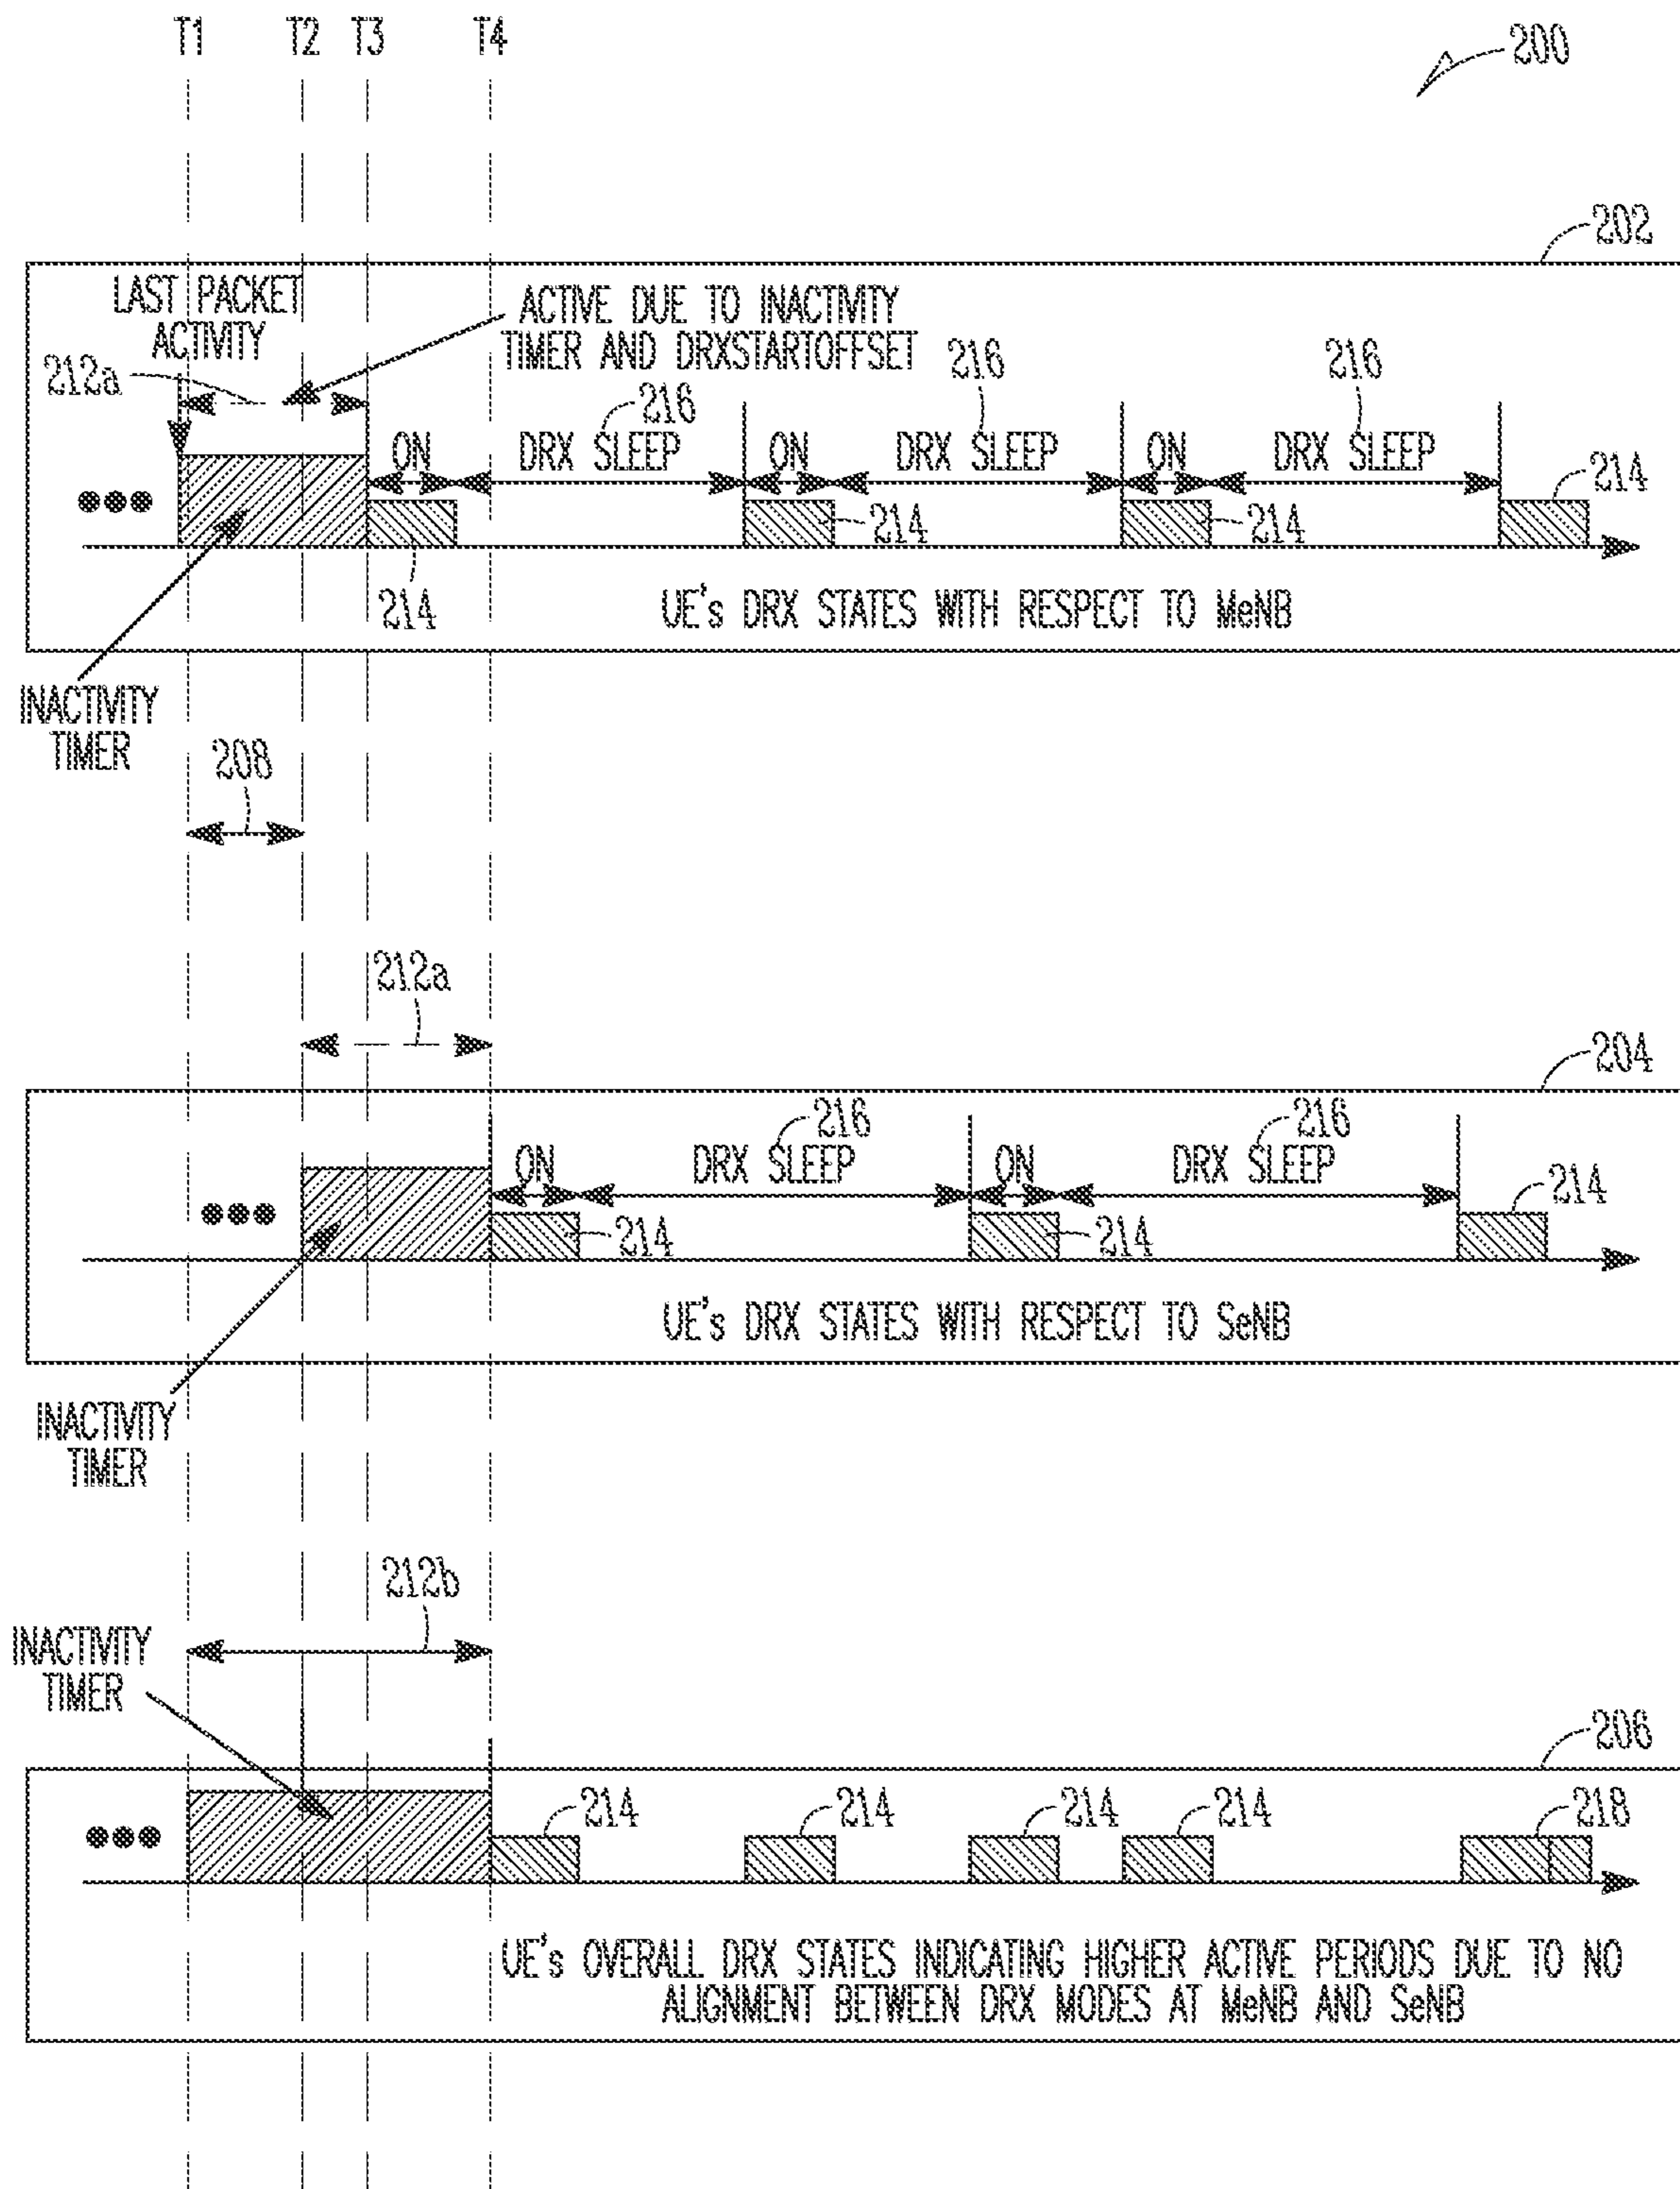 T1 T2 T3 T4
200
202
LAST PACKET
ACTIVITY
ACTIVE DUE TO INACTIVITY
TIMER AND DRXSTARTOFFSET
212a
216
216
216
ON
DRX SLEEP
ON
DRX SLEEP
ON
DRX SLEEP
214
214
214
214
UE's DRX STATES WITH RESPECT TO MeNB
INACTIVITY
TIMER
208
212a
204
216
216
ON
DRX SLEEP
ON
DRX SLEEP
214
214
214
UE's DRX STATES WITH RESPECT TO SeNB
INACTIVITY
TIMER
212b
INACTIVITY
TIMER
206
214
214
214
214
218
UE's OVERALL DRX STATES INDICATING HIGHER ACTIVE PERIODS DUE TO NO
ALIGNMENT BETWEEN DRX MODES AT MeNB AND SeNB